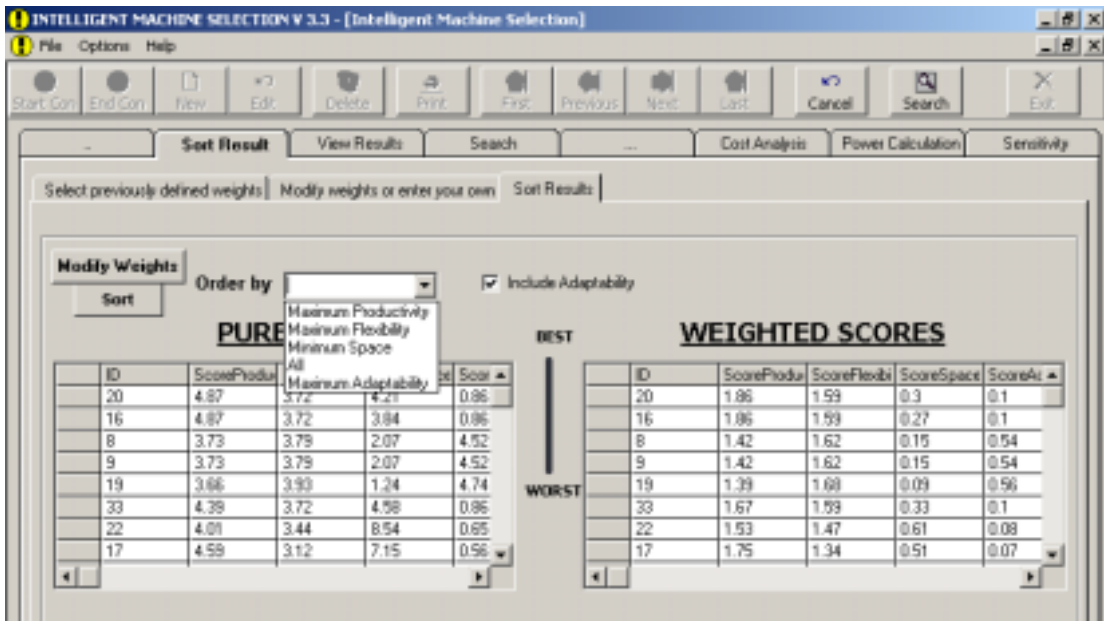 INTELLIGENT MACHINE SELECTION V 3.3 - [Intelligent Machine Selection]
File Options Help
Start Con End Con New Edit Delete Print First Previous Next Last Cancel Search Exit
.. Sort Result View Results Search ... Cost Analysis Power Calculation Sensitivity
Select previously defined weights Modify weights or enter your own Sort Results
Modify Weights
Order by Include Adaptability
Sort
Maximum Productivity
Maximum Flexibility
Minimum Space
All
Maximum Adaptability
PURE BEST WEIGHTED SCORES
ID ScoreProdu Scor ID ScoreProdu ScoreFlexibi ScoreSpace ScoreAc
20 4.87 3.72 4.21 0.86 20 1.86 1.59 0.3 0.1
16 4.87 3.72 3.84 0.86 16 1.86 1.59 0.27 0.1
8 3.73 3.79 2.07 4.52 8 1.42 1.62 0.15 0.54
9 3.73 3.79 2.07 4.52 9 1.42 1.62 0.15 0.54
19 3.66 3.93 1.24 4.74 WORST 19 1.39 1.68 0.09 0.56
33 4.39 3.72 4.58 0.86 33 1.67 1.59 0.33 0.1
22 4.01 3.44 8.54 0.65 22 1.53 1.47 0.61 0.08
17 4.59 3.12 7.15 0.56 17 1.75 1.34 0.51 0.07